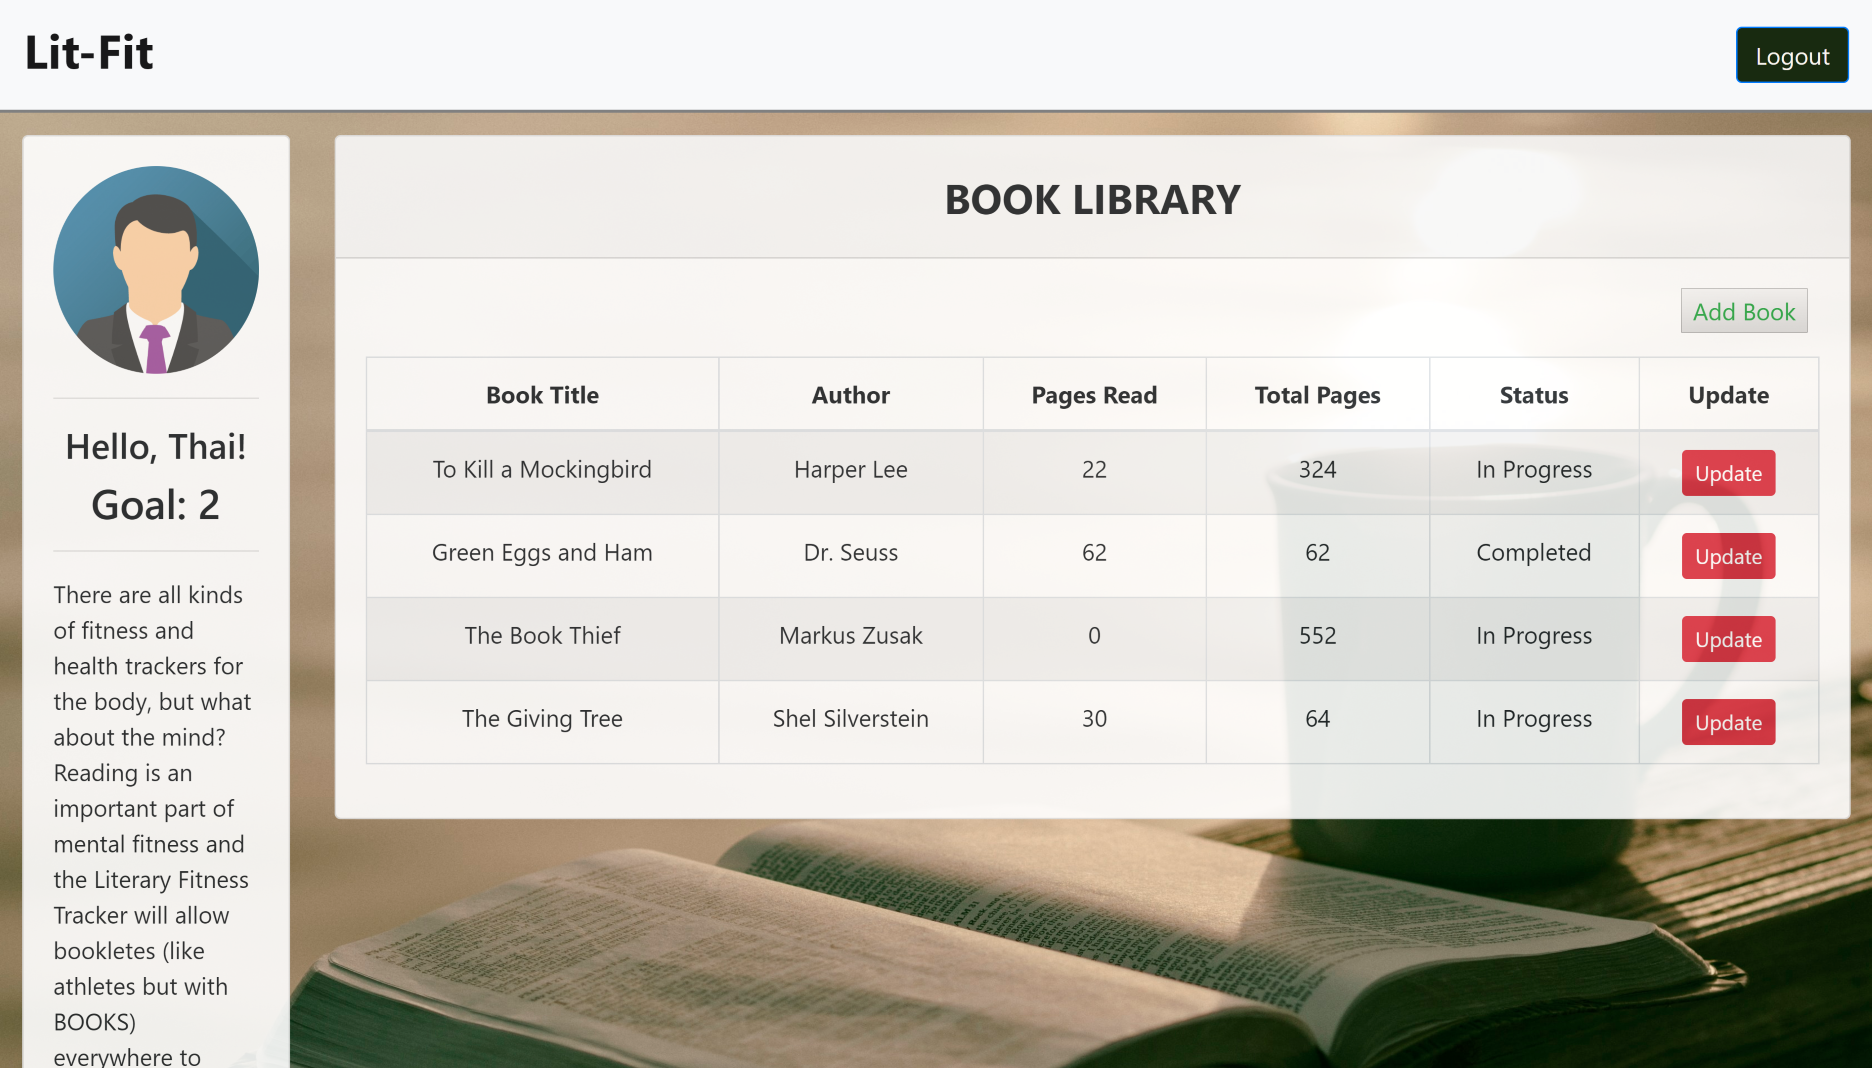 Lit-Fit
Logout
Hello, Thai!
Goal: 2
There are all kinds
of fitness and
health trackers for
the body, but what
about the mind?
Reading is an
important part of
mental fitness and
the Literary Fitness
Tracker will allow
bookletes (like
athletes but with
BOOKS)
everywhere to
BOOK LIBRARY
Add Book
Book Title Author Pages Read Total Pages Status Update
To Kill a Mockingbird Harper Lee 22 324 In Progress Update
Green Eggs and Ham Dr. Seuss 62 62 Completed Update
The Book Thief Markus Zusak 0 552 In Progress Update
The Giving Tree Shel Silverstein 30 64 In Progress Update